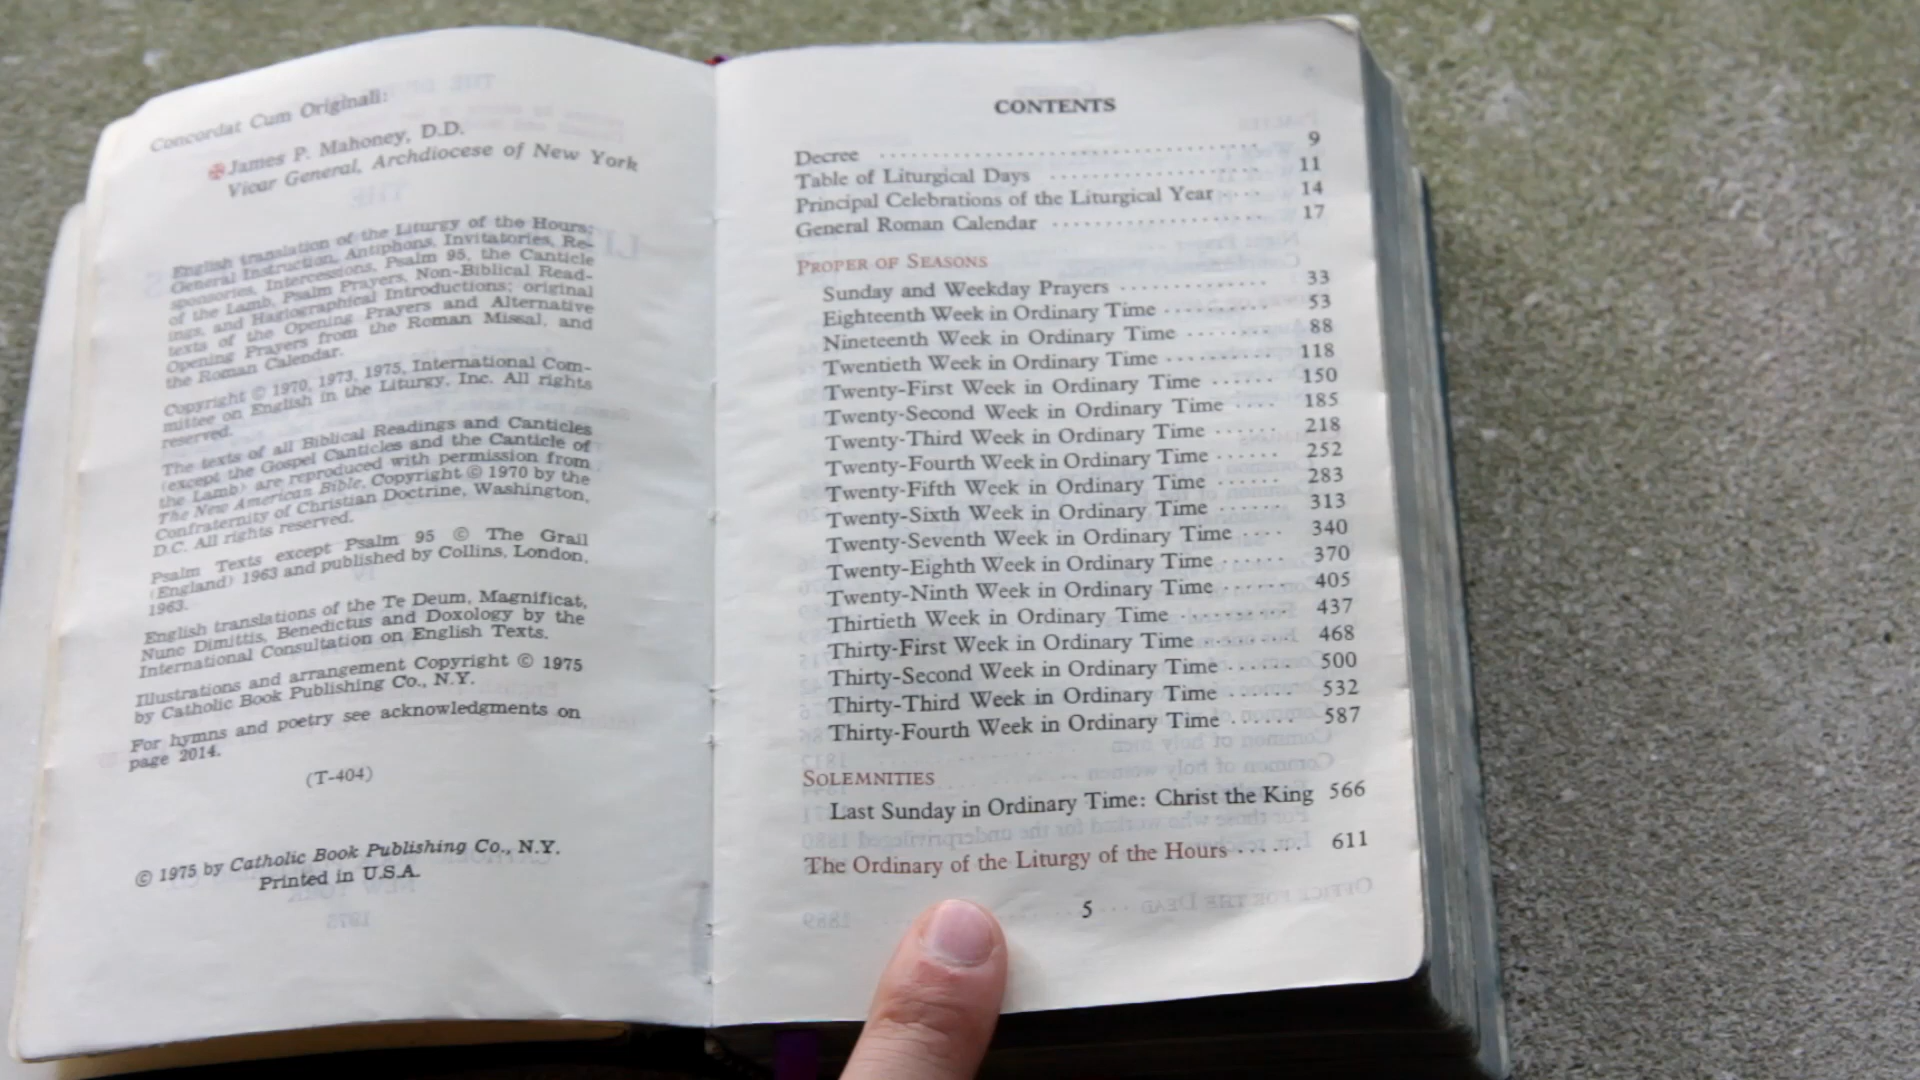 Concordat Cum Originali:
✠James P. Mahoney, D.D.
Vicar General, Archdiocese of New York
English translation of the Liturgy of the Hours:
General Instruction, Antiphons, Invitatories, Re-
sponsories, Intercessions, Psalm 95, the Canticle
of the Lamb, Psalm Prayers, Non-Biblical Read-
ings, and Hagiographical Introductions; original
texts of the Opening Prayers and Alternative
Opening Prayers from the Roman Missal, and
the Roman Calendar.
Copyright © 1970, 1973, 1975, International Com-
mittee on English in the Liturgy, Inc. All rights
reserved.
The texts of all Biblical Readings and Canticles
(except the Gospel Canticles and the Canticle of
the Lamb) are reproduced with permission from
The New American Bible, Copyright © 1970 by the
Confraternity of Christian Doctrine, Washington,
D.C. All rights reserved.
Psalm Texts except Psalm 95 © The Grail
(England) 1963 and published by Collins, London,
1963.
English translations of the Te Deum, Magnificat,
Nunc Dimittis, Benedictus and Doxology by the
International Consultation on English Texts.
Illustrations and arrangement Copyright © 1975
by Catholic Book Publishing Co., N.Y.
For hymns and poetry see acknowledgments on
page 2014.
(T-404)
© 1975 by Catholic Book Publishing Co., N.Y.
Printed in U.S.A.
CONTENTS
Decree 9
Table of Liturgical Days 11
Principal Celebrations of the Liturgical Year 14
General Roman Calendar 17
PROPER OF SEASONS
Sunday and Weekday Prayers 33
Eighteenth Week in Ordinary Time 53
Nineteenth Week in Ordinary Time 88
Twentieth Week in Ordinary Time 118
Twenty-First Week in Ordinary Time 150
Twenty-Second Week in Ordinary Time 185
Twenty-Third Week in Ordinary Time 218
Twenty-Fourth Week in Ordinary Time 252
Twenty-Fifth Week in Ordinary Time 283
Twenty-Sixth Week in Ordinary Time 313
Twenty-Seventh Week in Ordinary Time 340
Twenty-Eighth Week in Ordinary Time 370
Twenty-Ninth Week in Ordinary Time 405
Thirtieth Week in Ordinary Time 437
Thirty-First Week in Ordinary Time 468
Thirty-Second Week in Ordinary Time 500
Thirty-Third Week in Ordinary Time 532
Thirty-Fourth Week in Ordinary Time 587
SOLEMNITIES
Last Sunday in Ordinary Time: Christ the King 566
The Ordinary of the Liturgy of the Hours 611
5